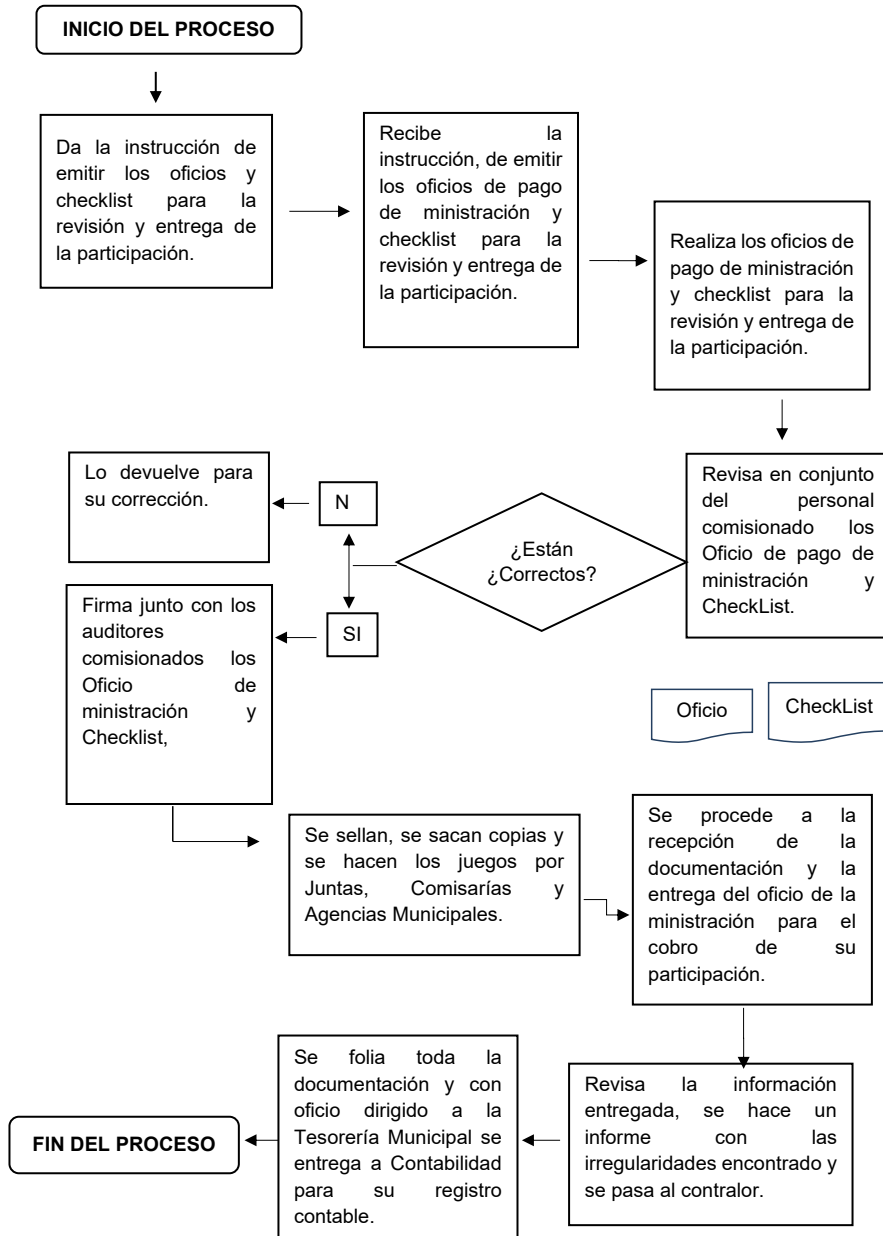 INICIO DEL PROCESO
Da la instrucción de
emitir los oficios y
checklist para la
revisión y entrega de
la participación.
Recibe la
instrucción, de emitir
los oficios de pago
de ministración y
checklist para la
revisión y entrega de
la participación.
Realiza los oficios de
pago de ministración
y checklist para la
revisión y entrega de
la participación.
Revisa en conjunto
del personal
comisionado los
Oficio de pago de
ministración y
CheckList.
¿Están
¿Correctos?
N
Lo devuelve para
su corrección.
SI
Firma junto con los
auditores
comisionados los
Oficio de
ministración y
Checklist,
Oficio
CheckList
Se sellan, se sacan copias y
se hacen los juegos por
Juntas, Comisarías y
Agencias Municipales.
Se procede a la
recepción de la
documentación y la
entrega del oficio de la
ministración para el
cobro de su
participación.
Revisa la información
entregada, se hace un
informe con las
irregularidades encontrado y
se pasa al contralor.
Se folia toda la
documentación y con
oficio dirigido a la
Tesorería Municipal se
entrega a Contabilidad
para su registro
contable.
FIN DEL PROCESO